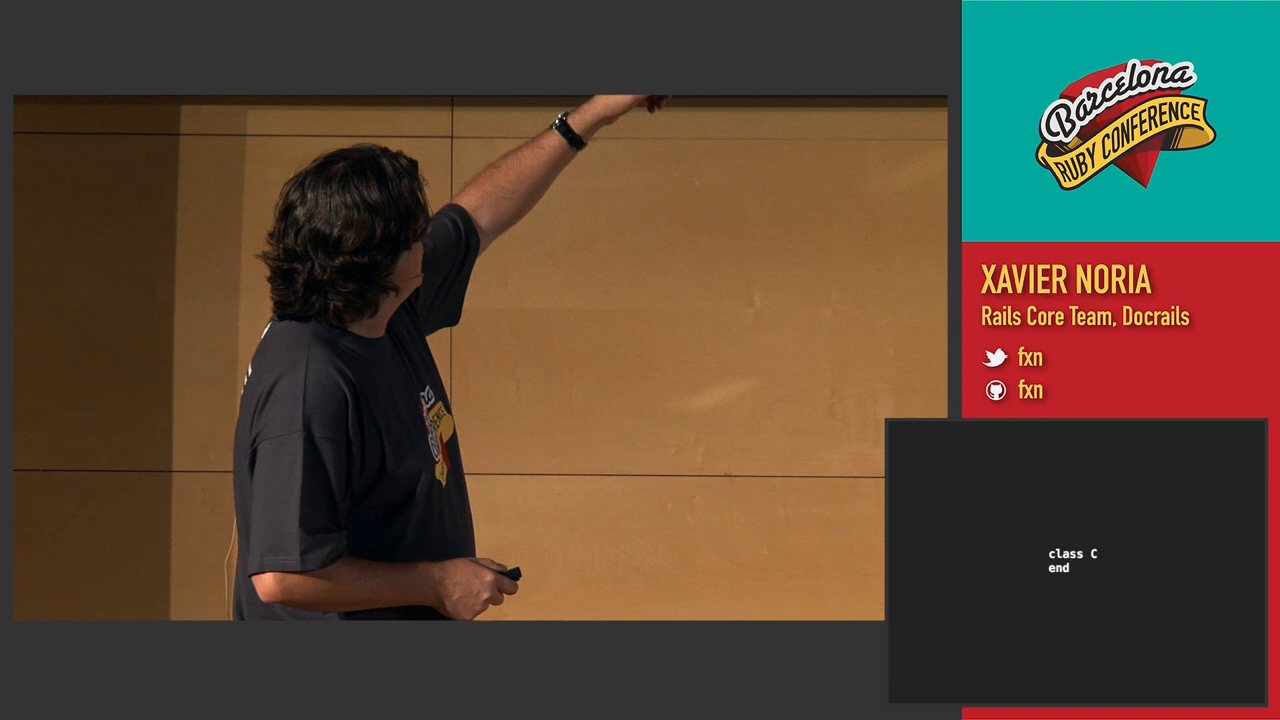 Barcelona
RUBY CONFERENCE
XAVIER NORIA
Rails Core Team, Docrails
fxn
fxn
class C
end